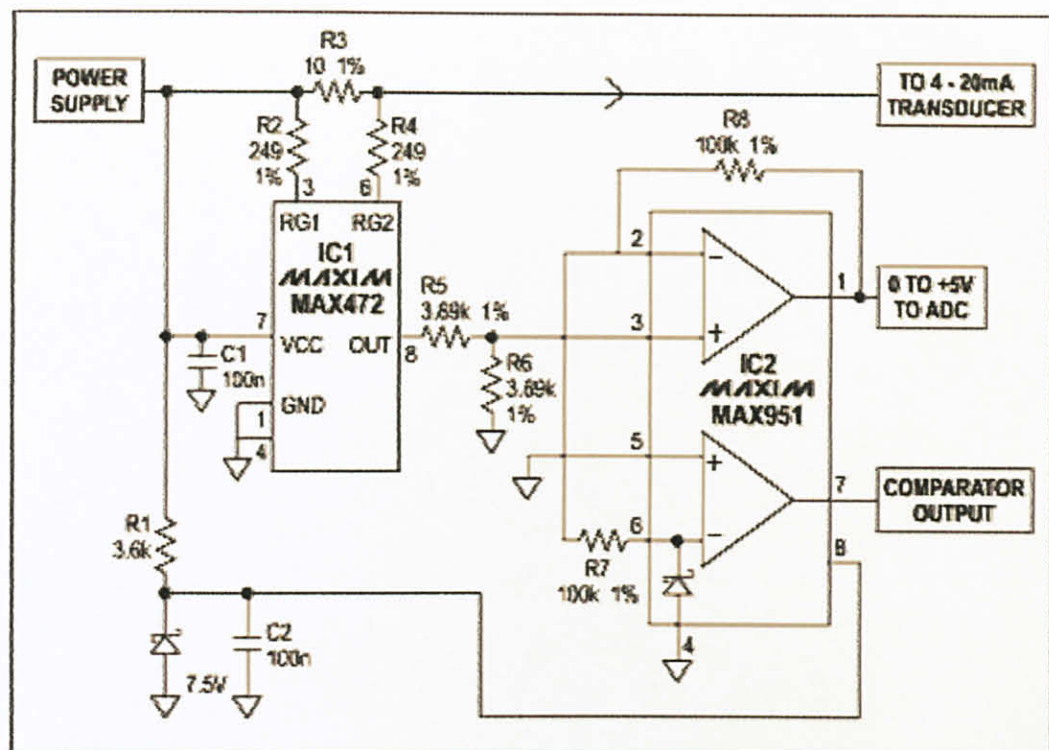 POWER
SUPPLY
R3
10 1%
TO 4 - 20mA
TRANSDUCER
R2
249
1%
R4
249
1%
3
6
RG1
RG2
IC1
MAXIM
MAX472
7
VCC
OUT
8
GND
1
4
C1
100n
R5
3.89k 1%
R6
3.89k
1%
R8
100k 1%
2
−
3
+
1
0 TO +5V
TO ADC
IC2
MAXIM
MAX951
5
+
6
−
7
COMPARATOR
OUTPUT
8
R7
100k 1%
4
R1
3.6k
C2
100n
7.5V